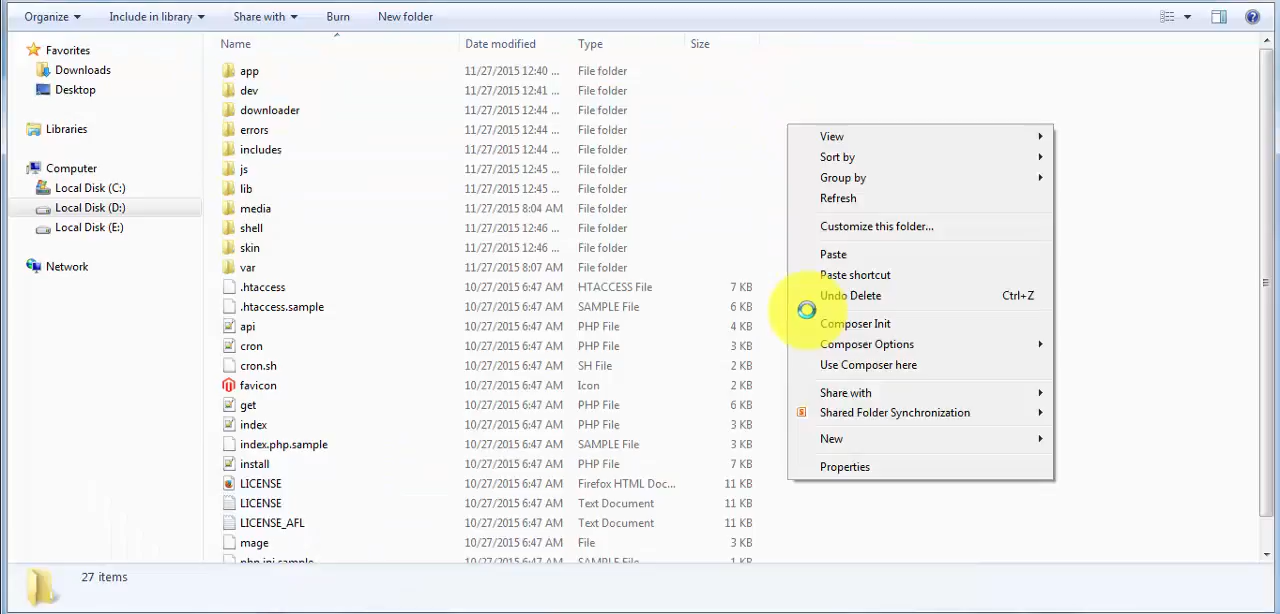 Organize Include in library Share with Burn New folder
Name Date modified Type Size
Favorites
Downloads
Desktop
Libraries
Computer
Local Disk (C:)
Local Disk (D:)
Local Disk (E:)
Network
app 11/27/2015 12:40 ... File folder
dev 11/27/2015 12:41 ... File folder
downloader 11/27/2015 12:44 ... File folder
errors 11/27/2015 12:44 ... File folder
includes 11/27/2015 12:44 ... File folder
js 11/27/2015 12:45 ... File folder
lib 11/27/2015 12:45 ... File folder
media 11/27/2015 8:04 AM File folder
shell 11/27/2015 12:46 ... File folder
skin 11/27/2015 12:46 ... File folder
var 11/27/2015 8:07 AM File folder
.htaccess 10/27/2015 6:47 AM HTACCESS File 7 KB
.htaccess.sample 10/27/2015 6:47 AM SAMPLE File 6 KB
api 10/27/2015 6:47 AM PHP File 4 KB
cron 10/27/2015 6:47 AM PHP File 3 KB
cron.sh 10/27/2015 6:47 AM SH File 2 KB
favicon 10/27/2015 6:47 AM Icon 2 KB
get 10/27/2015 6:47 AM PHP File 6 KB
index 10/27/2015 6:47 AM PHP File 3 KB
index.php.sample 10/27/2015 6:47 AM SAMPLE File 3 KB
install 10/27/2015 6:47 AM PHP File 7 KB
LICENSE 10/27/2015 6:47 AM Firefox HTML Doc... 11 KB
LICENSE 10/27/2015 6:47 AM Text Document 11 KB
LICENSE_AFL 10/27/2015 6:47 AM Text Document 11 KB
mage 10/27/2015 6:47 AM File 3 KB
php.ini.sample 10/27/2015 6:47 AM SAMPLE File 1 KB
View
Sort by
Group by
Refresh
Customize this folder...
Paste
Paste shortcut
Undo Delete Ctrl+Z
Composer Init
Composer Options
Use Composer here
Share with
Shared Folder Synchronization
New
Properties
27 items